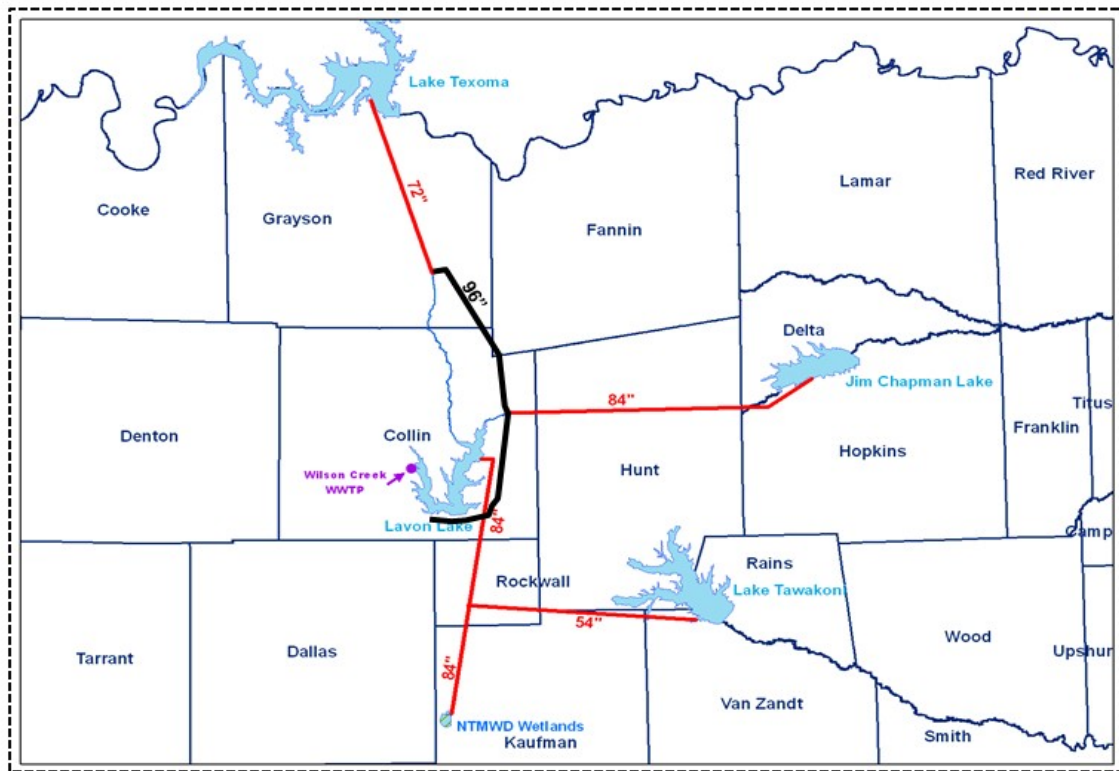 Lake Texoma
Cooke
Grayson
72"
Fannin
Lamar
Red River
96"
Delta
Jim Chapman Lake
84"
Titus
Franklin
Denton
Collin
Hopkins
Hunt
Wilson Creek
WWTP
Lavon Lake
84"
Camp
Rockwall
Rains
Lake Tawakoni
54"
Wood
Tarrant
Dallas
84"
Upshur
Van Zandt
NTMWD Wetlands
Kaufman
Smith